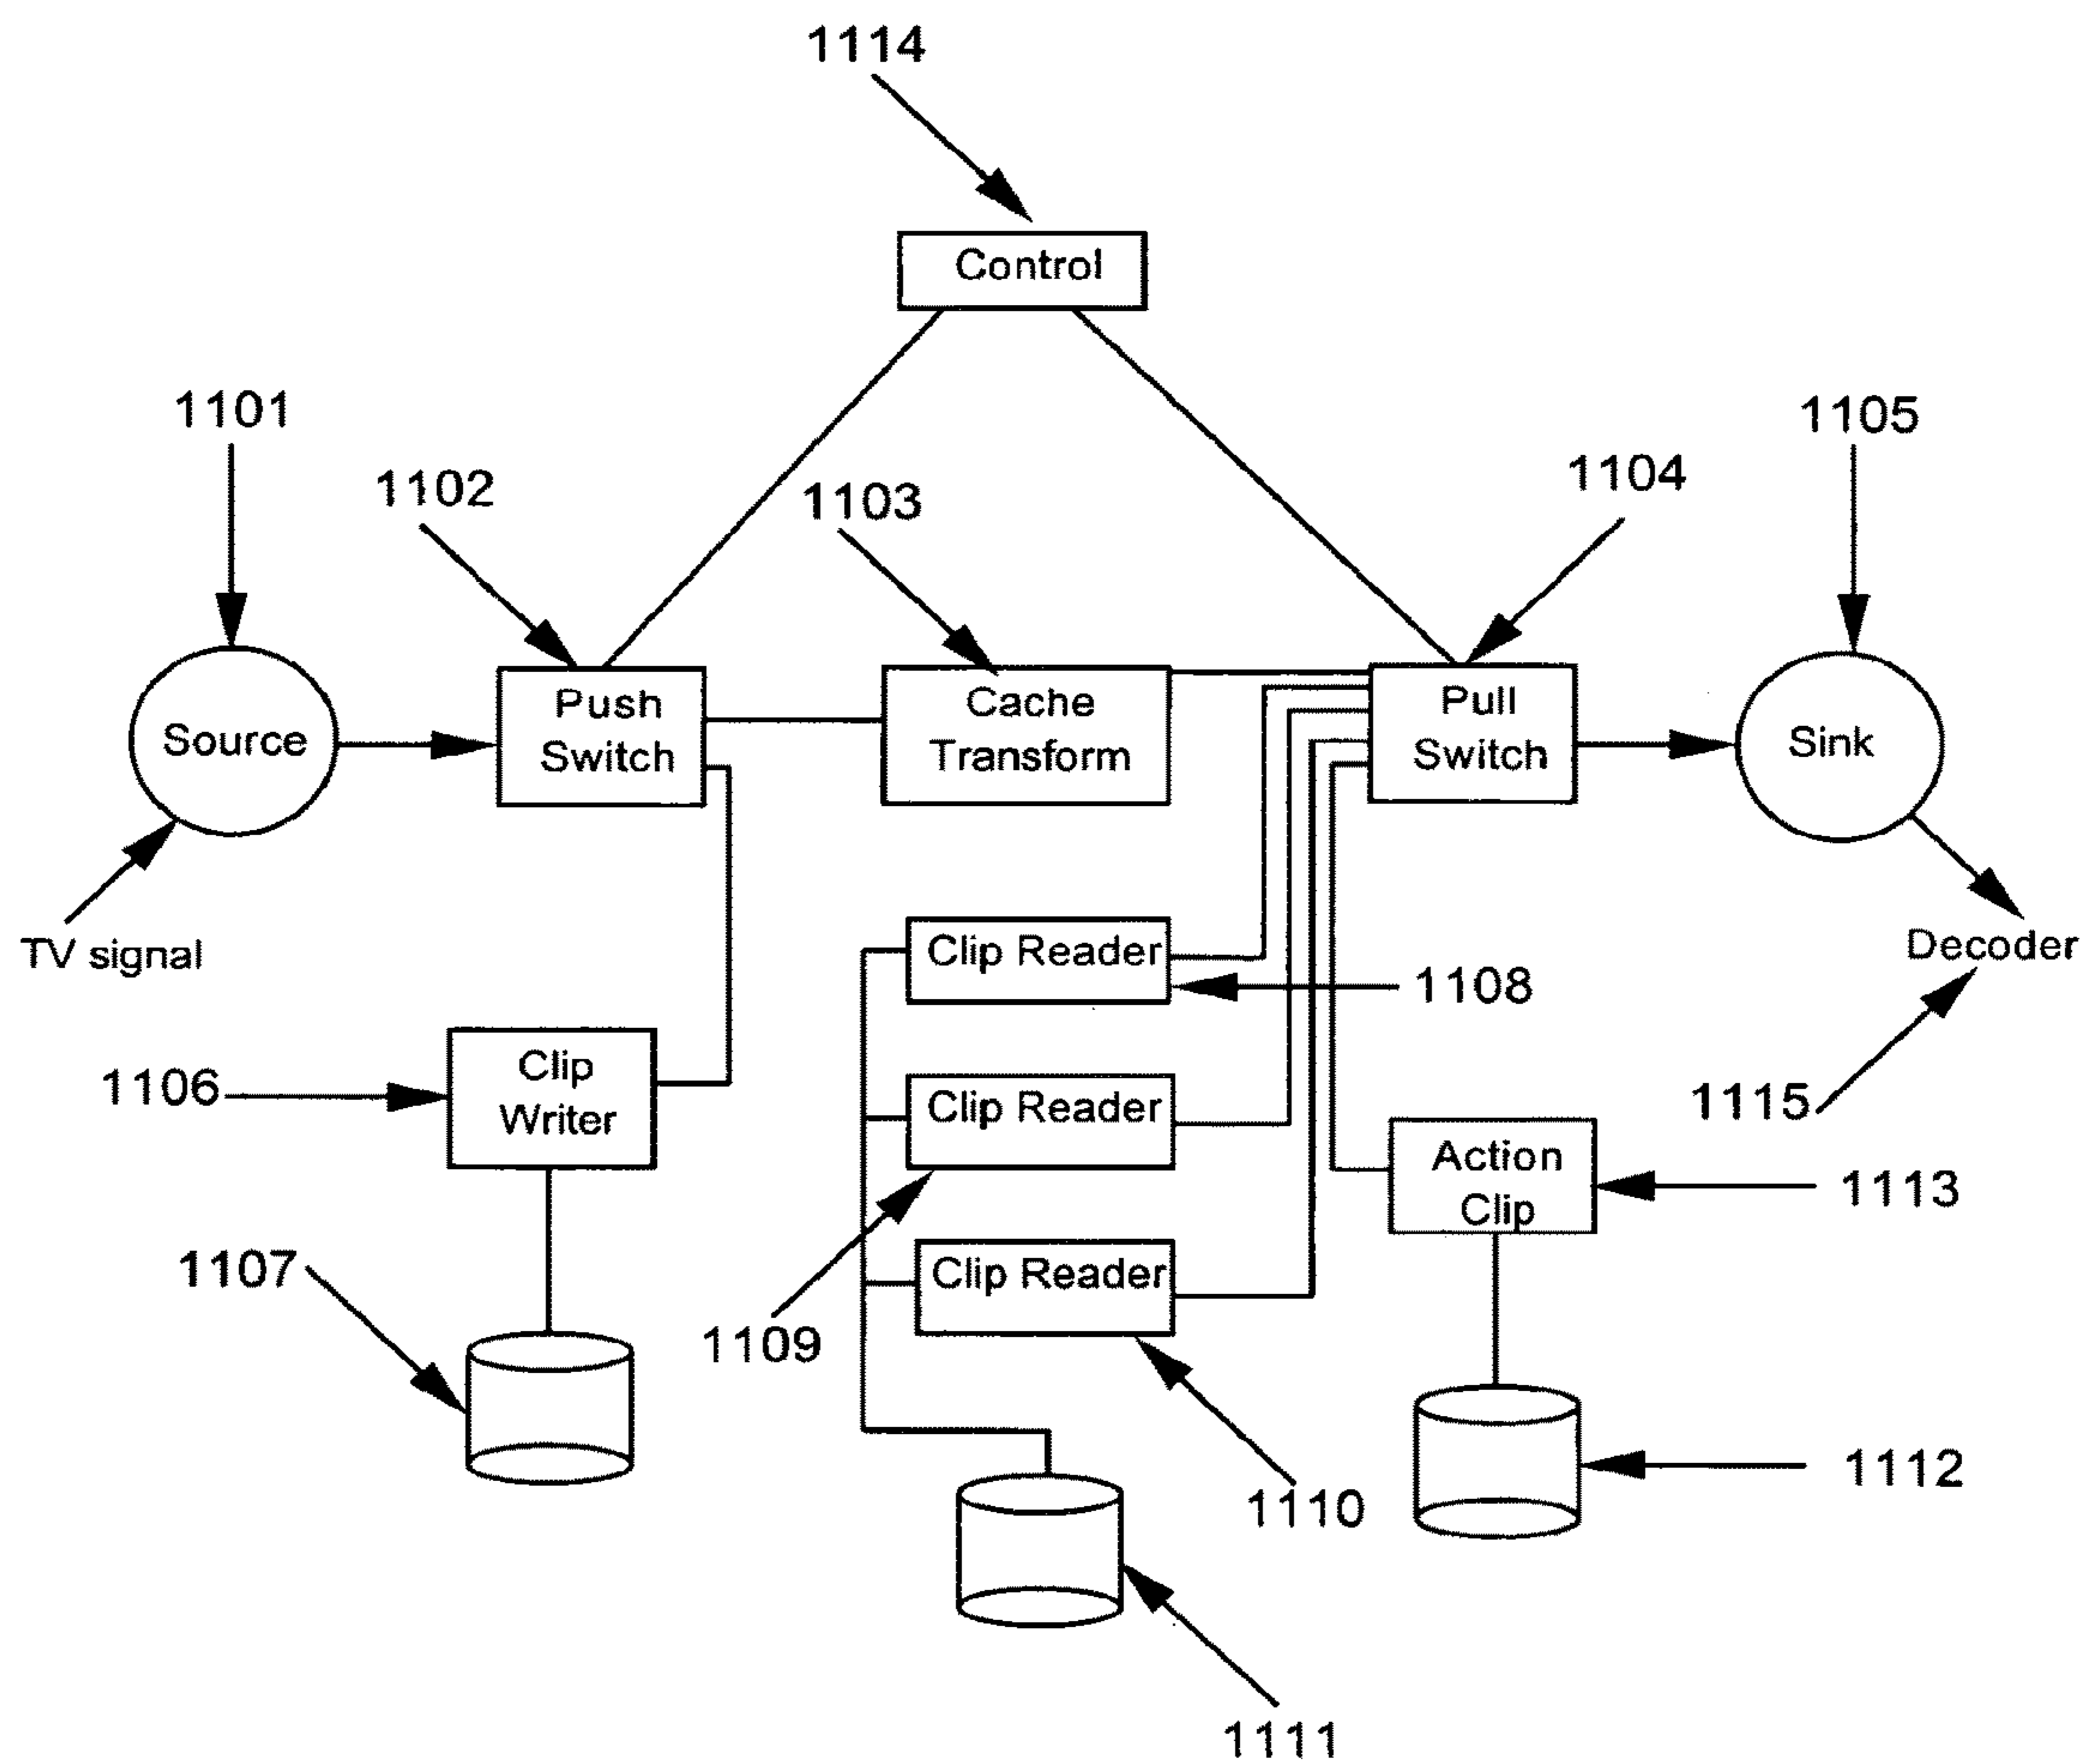 1114
Control
1101
1105
1102
1103
1104
Source
Push
Switch
Cache
Transform
Pull
Switch
Sink
TV signal
Decoder
Clip Reader
1108
1106
Clip
Writer
Clip Reader
1115
Action
Clip
1113
1107
Clip Reader
1109
1110
1112
1111